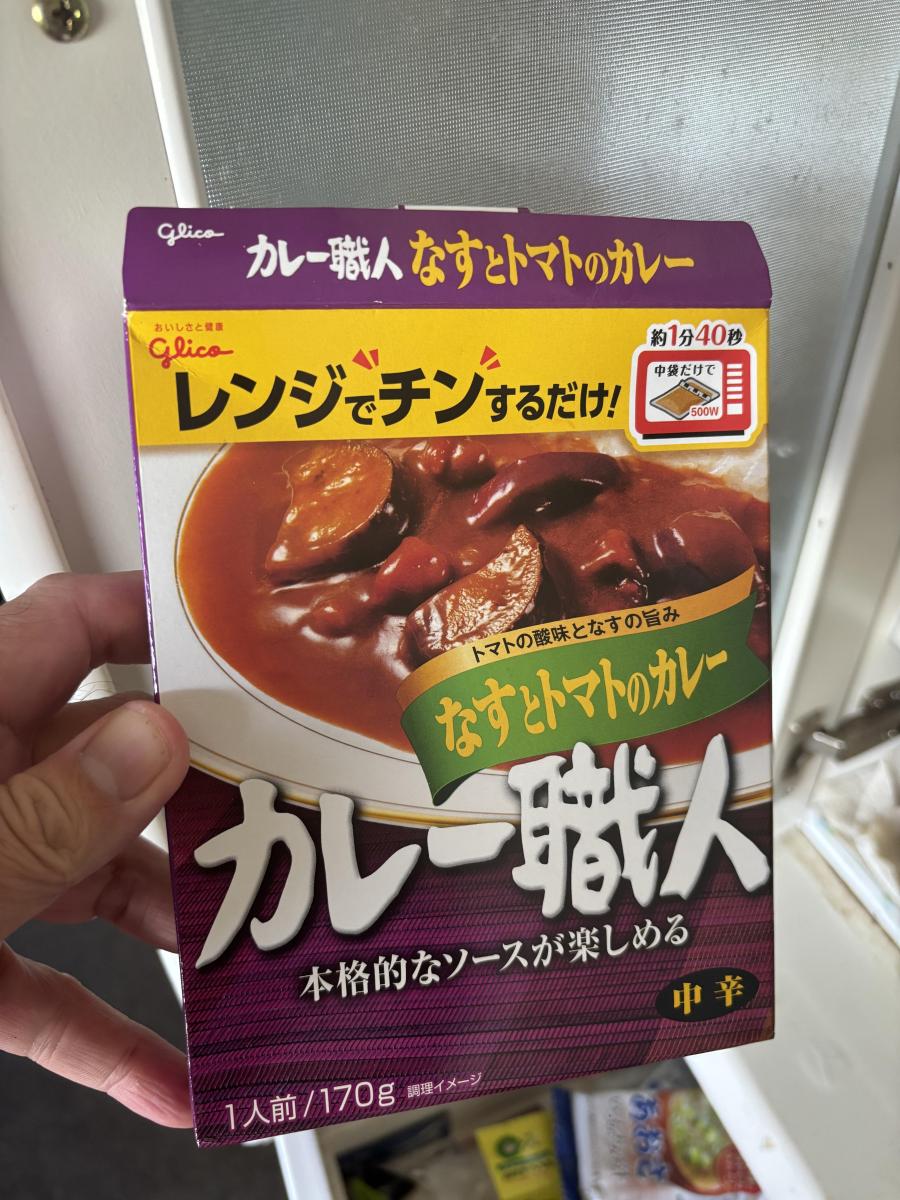 Glico
カレー職人 なすとトマトのカレー
おいしさと健康
Glico
レンジでチンするだけ!
約1分40秒
中袋だけで
500W
トマトの酸味となすの旨み
なすとトマトのカレー
カレー職人
本格的なソースが楽しめる
中辛
1人前/170g 調理イメージ
あおさ